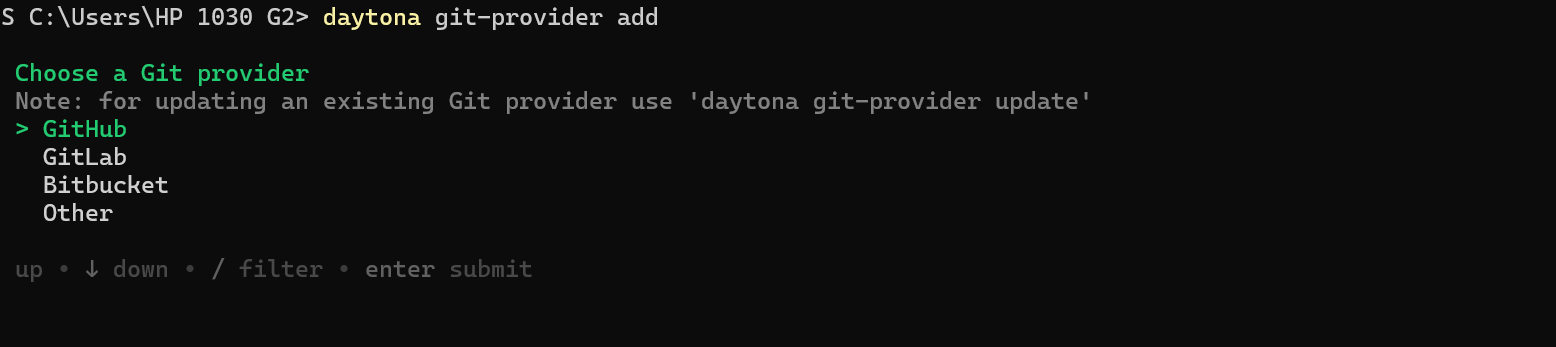 S C:\Users\HP 1030 G2> daytona git-provider add
Choose a Git provider
Note: for updating an existing Git provider use 'daytona git-provider update'
> GitHub
GitLab
Bitbucket
Other
up • ↓ down • / filter • enter submit